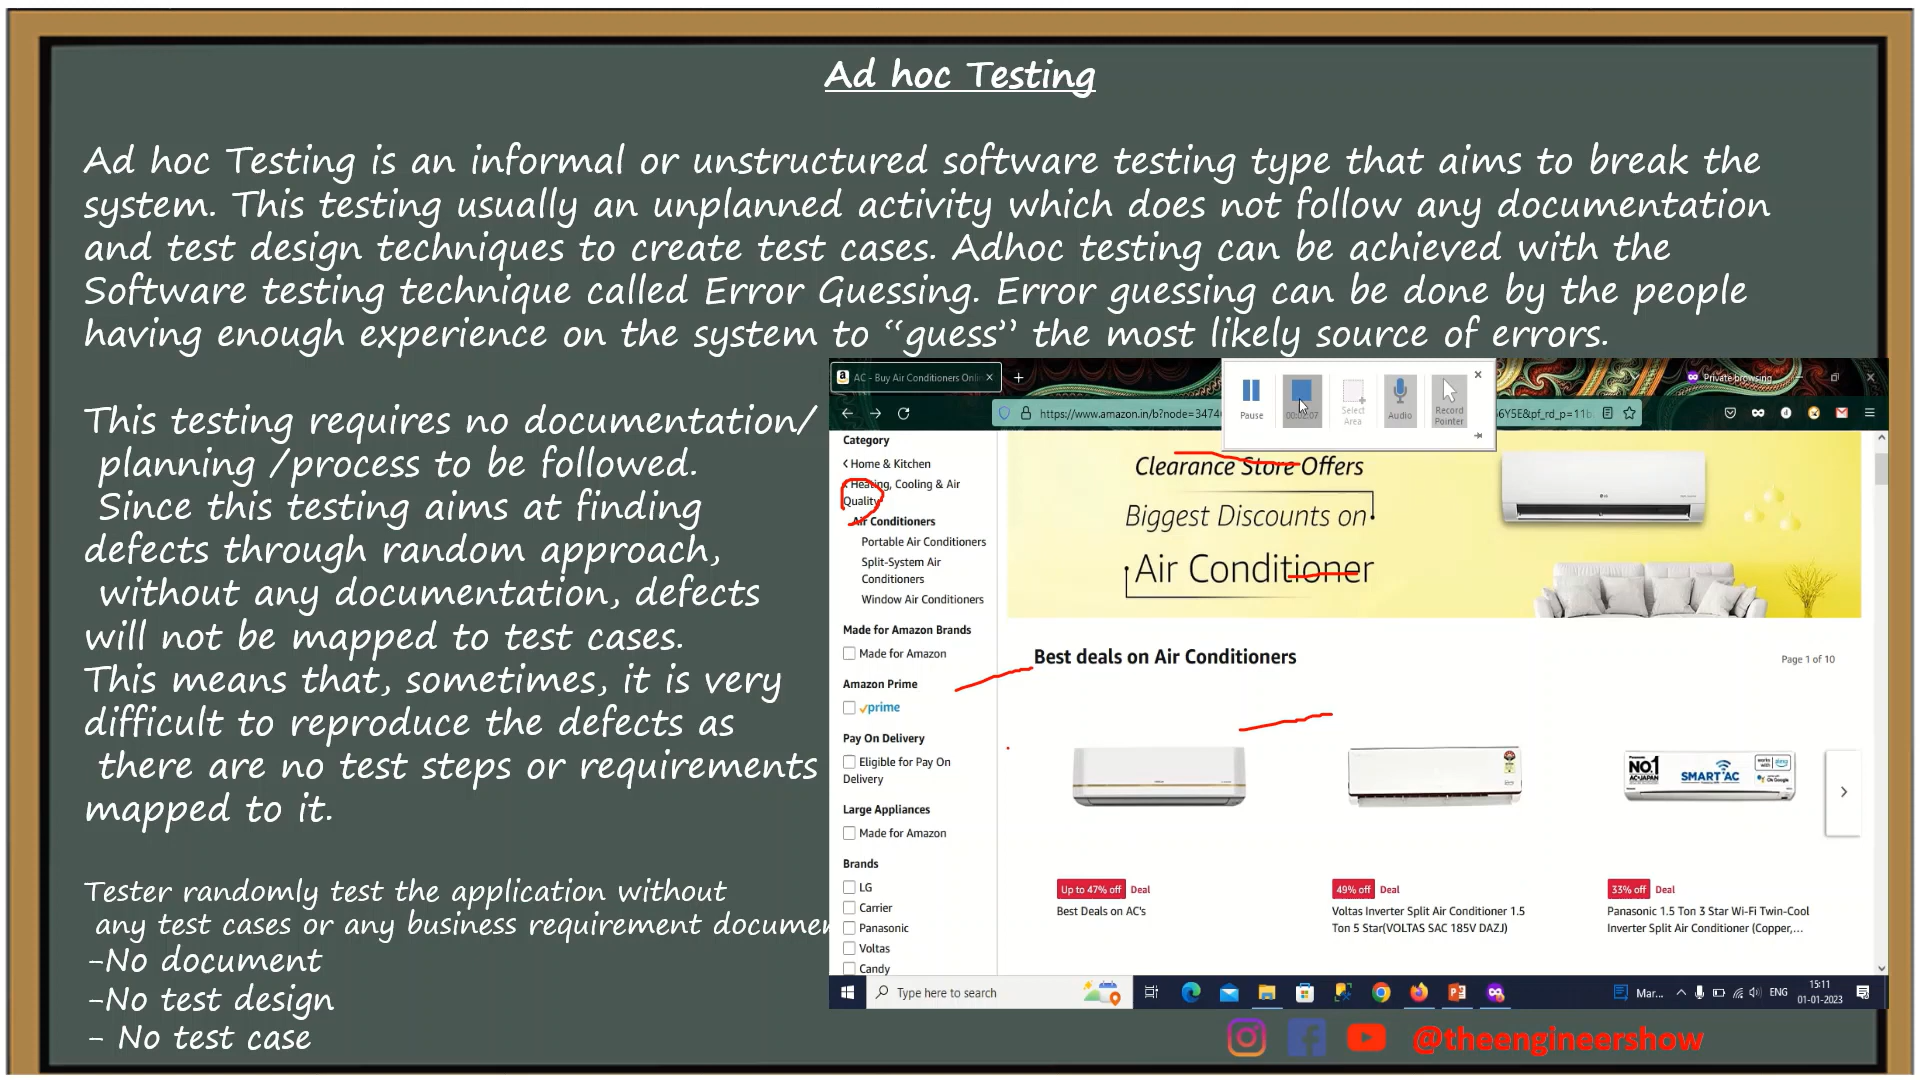 Ad hoc Testing
Ad hoc Testing is an informal or unstructured software testing type that aims to break the
system. This testing usually an unplanned activity which does not follow any documentation
and test design techniques to create test cases. Adhoc testing can be achieved with the
Software testing technique called Error Guessing. Error guessing can be done by the people
having enough experience on the system to “guess” the most likely source of errors.
This testing requires no documentation/
planning /process to be followed.
Since this testing aims at finding
defects through random approach,
without any documentation, defects
will not be mapped to test cases.
This means that, sometimes, it is very
difficult to reproduce the defects as
there are no test steps or requirements
mapped to it.
Tester randomly test the application without
any test cases or any business requirement documen
-No document
-No test design
- No test case
AC - Buy Air Conditioners Onli
Private browsing
https://www.amazon.in/b?node=3474
6Y5E&pf_rd_p=11b
Pause
00:02:07
Select
Area
Audio
Record
Pointer
Category
Home & Kitchen
Heating, Cooling & Air
Quality
Air Conditioners
Portable Air Conditioners
Split-System Air
Conditioners
Window Air Conditioners
Made for Amazon Brands
Made for Amazon
Amazon Prime
prime
Pay On Delivery
Eligible for Pay On
Delivery
Large Appliances
Made for Amazon
Brands
LG
Carrier
Panasonic
Voltas
Candy
Clearance Store Offers
Biggest Discounts on
Air Conditioner
LG
Best deals on Air Conditioners
Page 1 of 10
NO.1
SMART AC
Up to 47% off Deal
Best Deals on AC's
49% off Deal
Voltas Inverter Split Air Conditioner 1.5
Ton 5 Star(VOLTAS SAC 185V DAZJ)
33% off Deal
Panasonic 1.5 Ton 3 Star Wi-Fi Twin-Cool
Inverter Split Air Conditioner (Copper,...
Type here to search
Mar...
ENG
15:11
01-01-2023
@theengineershow